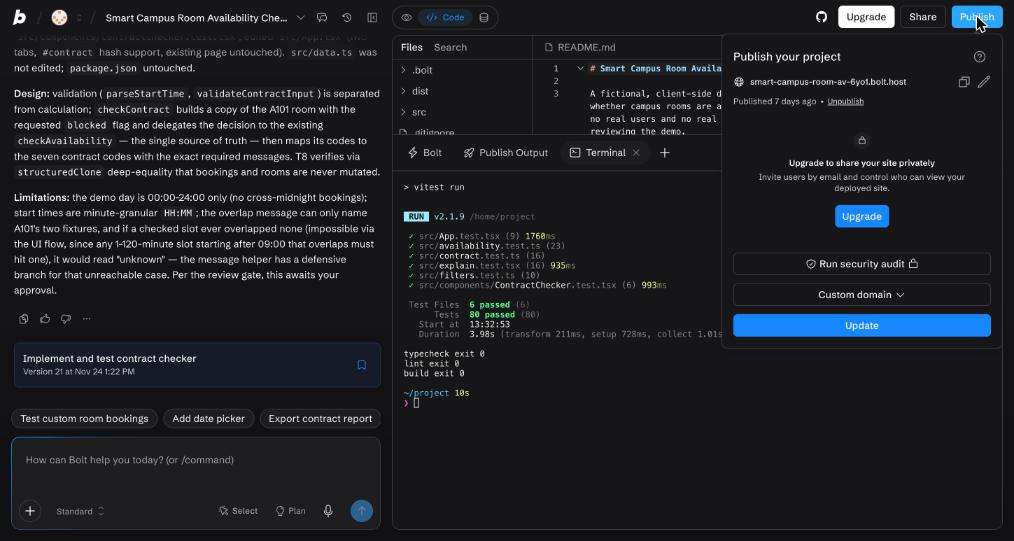 Smart Campus Room Availability Che...
Code
Upgrade
Share
Publish
tabs, #contract hash support, existing page untouched). src/data.ts was
not edited; package.json untouched.
Design: validation ( parseStartTime , validateContractInput ) is separated
from calculation; checkContract builds a copy of the A101 room with the
requested blocked flag and delegates the decision to the existing
checkAvailability — the single source of truth — then maps its codes to
the seven contract codes with the exact required messages. T8 verifies via
structuredClone deep-equality that bookings and rooms are never mutated.
Limitations: the demo day is 00:00-24:00 only (no cross-midnight bookings);
start times are minute-granular HH:MM ; the overlap message can only name
A101's two fixtures, and if a checked slot ever overlapped none (impossible
via the UI flow, since any 1-120-minute slot starting after 09:00 that overlaps must
hit one), it would read "unknown" — the message helper has a defensive
branch for that unreachable case. Per the review gate, this awaits your
approval.
Implement and test contract checker
Version 21 at Nov 24 1:22 PM
Test custom room bookings
Add date picker
Export contract report
How can Bolt help you today? (or /command)
Standard
Select
Plan
Files
Search
.bolt
dist
src
.gitignore
README.md
1
# Smart Campus Room Availa
2
3
A fictional, client-side d
whether campus rooms are a
no real users and no real
reviewing the demo.
Bolt
Publish Output
Terminal
> vitest run
RUN v2.1.9 /home/project
✓ src/App.test.tsx (9) 1760ms
✓ src/availability.test.ts (23)
✓ src/contract.test.ts (16)
✓ src/explain.test.tsx (16) 935ms
✓ src/filters.test.ts (10)
✓ src/components/ContractChecker.test.tsx (6) 993ms
Test Files 6 passed (6)
Tests 80 passed (80)
Start at 13:32:53
Duration 3.98s (transform 211ms, setup 728ms, collect 1.01s
typecheck exit 0
lint exit 0
build exit 0
~/project 10s
❯
Publish your project
smart-campus-room-av-6yo1.bolt.host
Published 7 days ago • Unpublish
Upgrade to share your site privately
Invite users by email and control who can view your
deployed site.
Upgrade
Run security audit
Custom domain
Update